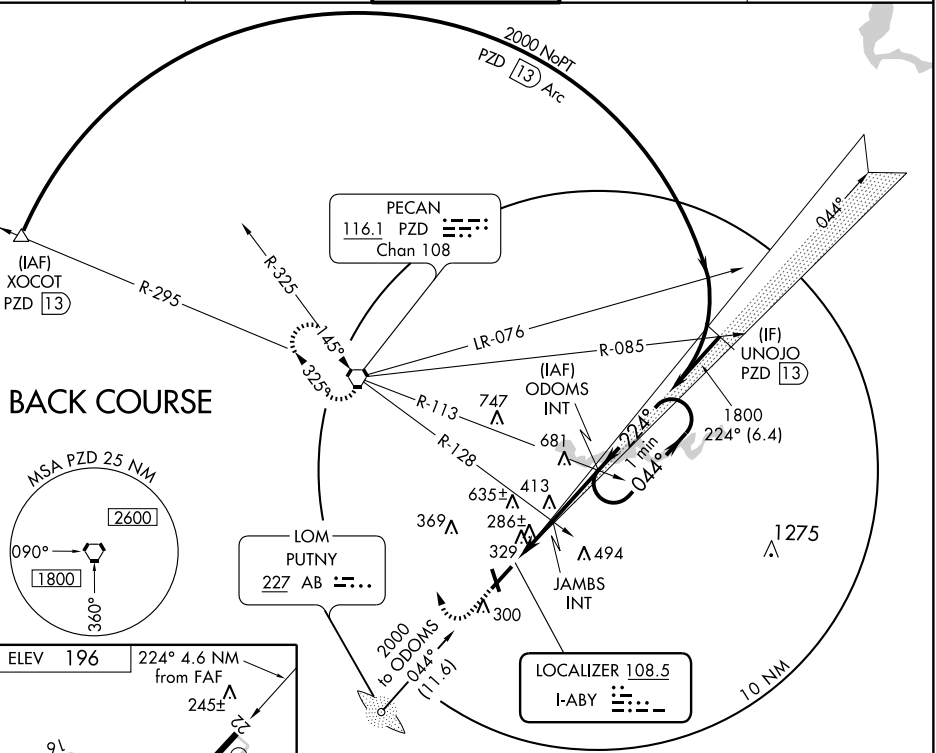 2000 NoPT
PZD 13 Arc
PECAN
116.1 PZD
Chan 108
044°
(IAF)
XOCOT
PZD 13
R-295
R-325
145°
325°
LR-076
R-085
(IF)
UNOJO
PZD 13
(IAF)
ODOMS
INT
R-113
R-128
747
681
224°
1 min
044°
1800
224° (6.4)
BACK COURSE
MSA PZD 25 NM
2600
090°
1800
360°
635±
413
369
286±
329
494
1275
JAMBS
INT
300
LOM
PUTNY
227 AB
2000
to ODOMS
044°
(11.6)
LOCALIZER 108.5
I-ABY
10 NM
ELEV 196
224° 4.6 NM
from FAF
245±
22
16